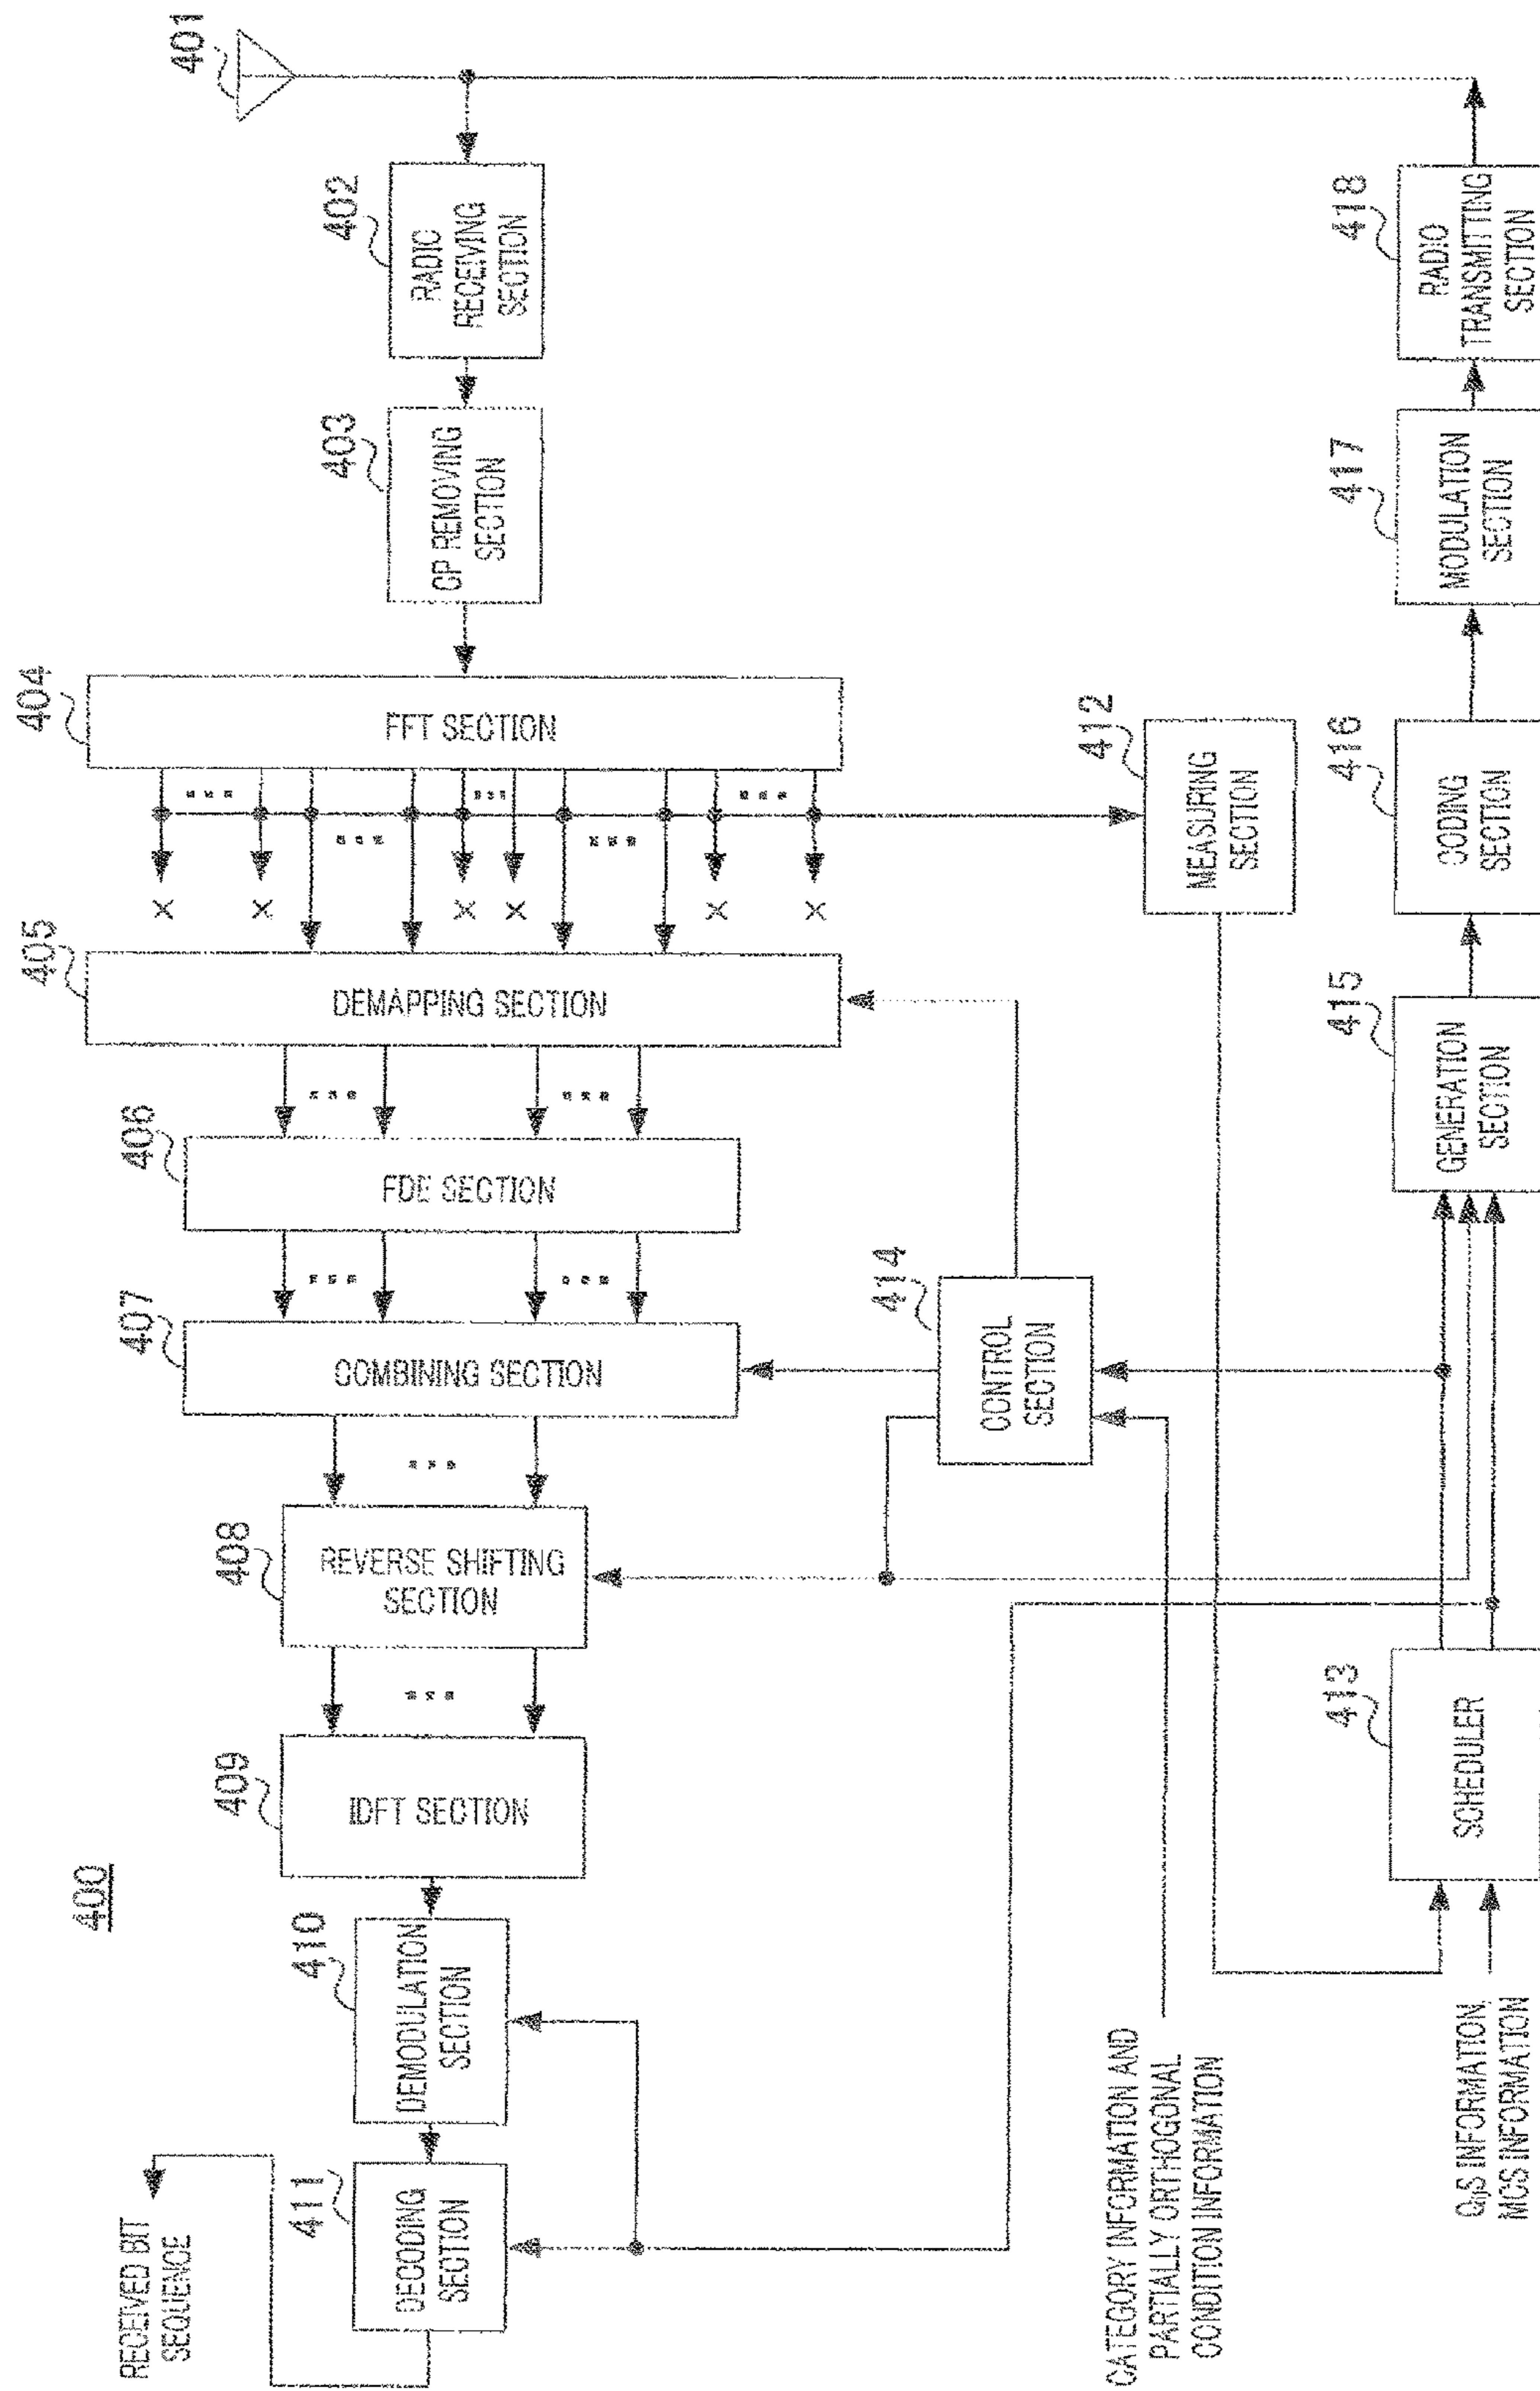 400
401
402
RADIO
RECEIVING
SECTION
403
CP REMOVING
SECTION
404
FFT SECTION
405
DEMAPPING SECTION
406
FDE SECTION
407
COMBINING SECTION
408
REVERSE SHIFTING
SECTION
409
IDFT SECTION
410
DEMODULATION
SECTION
411
DECODING
SECTION
RECEIVED BIT
SEQUENCE
412
MEASURING
SECTION
413
SCHEDULER
414
CONTROL
SECTION
415
GENERATION
SECTION
416
CODING
SECTION
417
MODULATION
SECTION
418
RADIO
TRANSMITTING
SECTION
CATEGORY INFORMATION AND
PARTIALLY ORTHOGONAL
CONDITION INFORMATION
QoS INFORMATION,
MCS INFORMATION